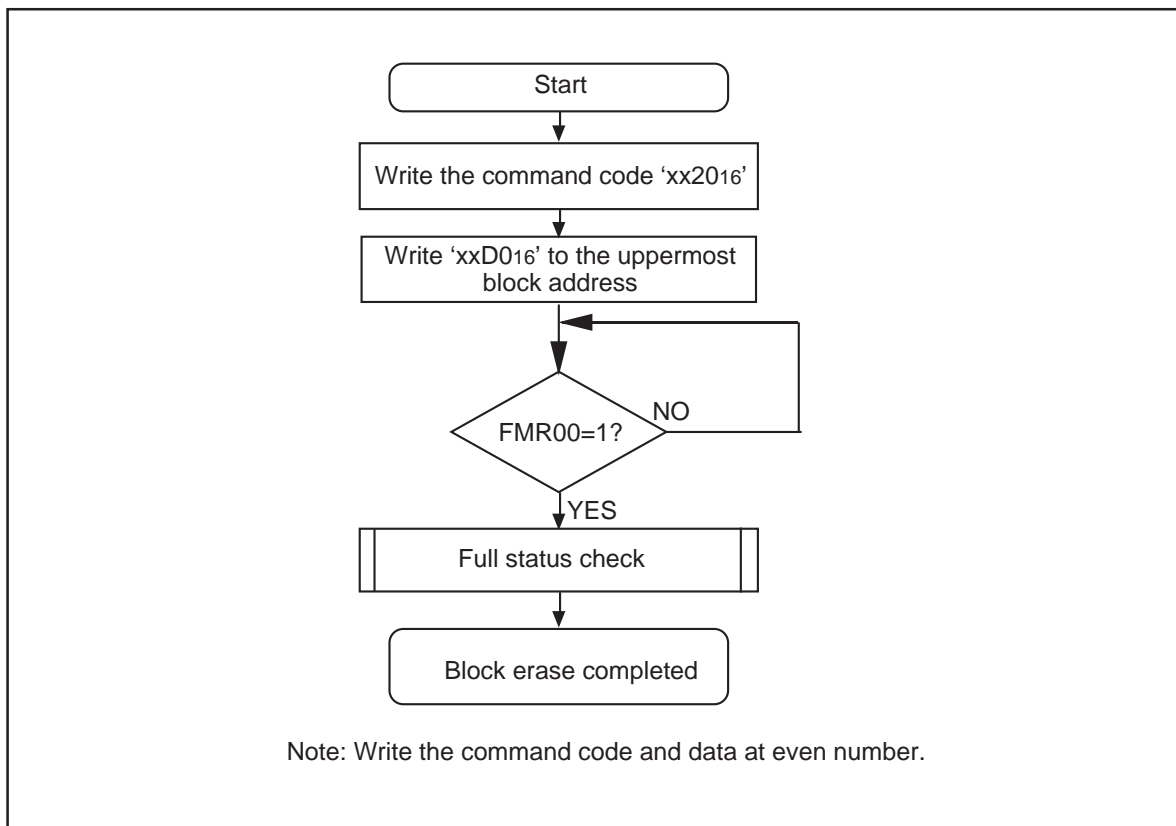 Start
Write the command code ‘xx2016’
Write ‘xxD016’ to the uppermost
block address
NO
FMR00=1?
YES
Full status check
Block erase completed
Note: Write the command code and data at even number.